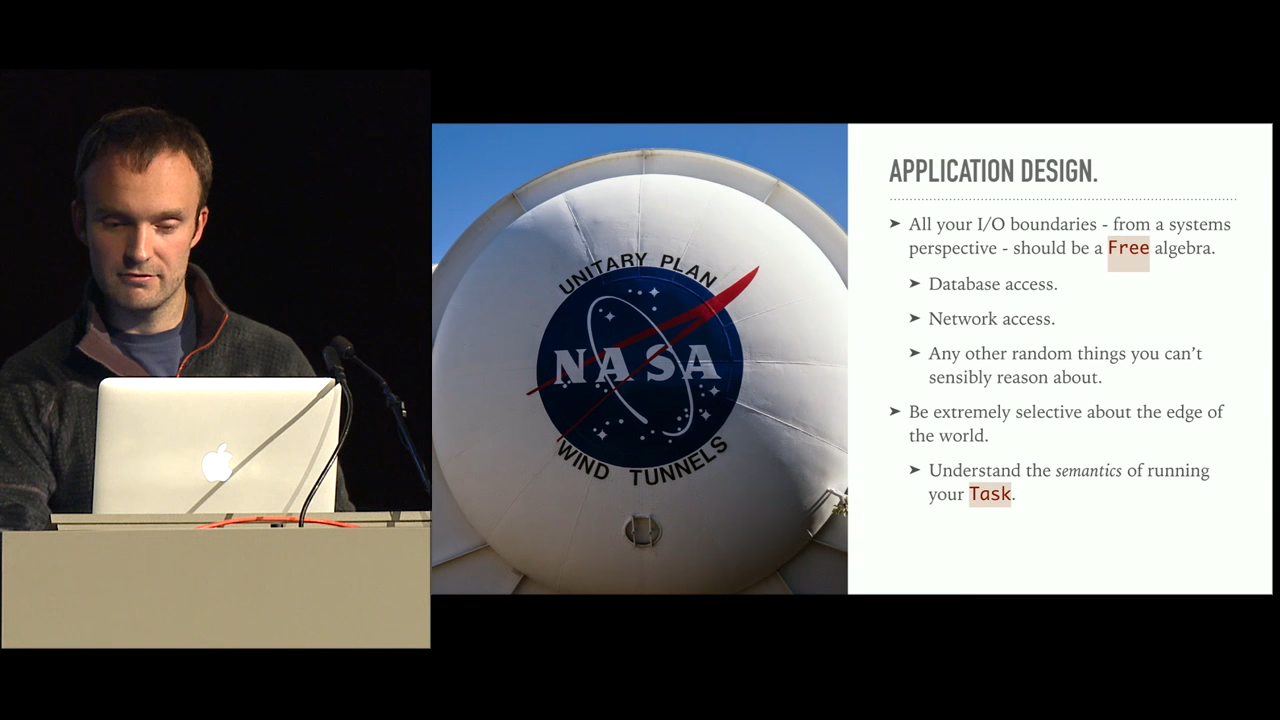 UNITARY PLAN
NASA
WIND TUNNELS
APPLICATION DESIGN.
➤ All your I/O boundaries - from a systems
perspective - should be a Free algebra.
➤ Database access.
➤ Network access.
➤ Any other random things you can't
sensibly reason about.
➤ Be extremely selective about the edge of
the world.
➤ Understand the semantics of running
your Task.